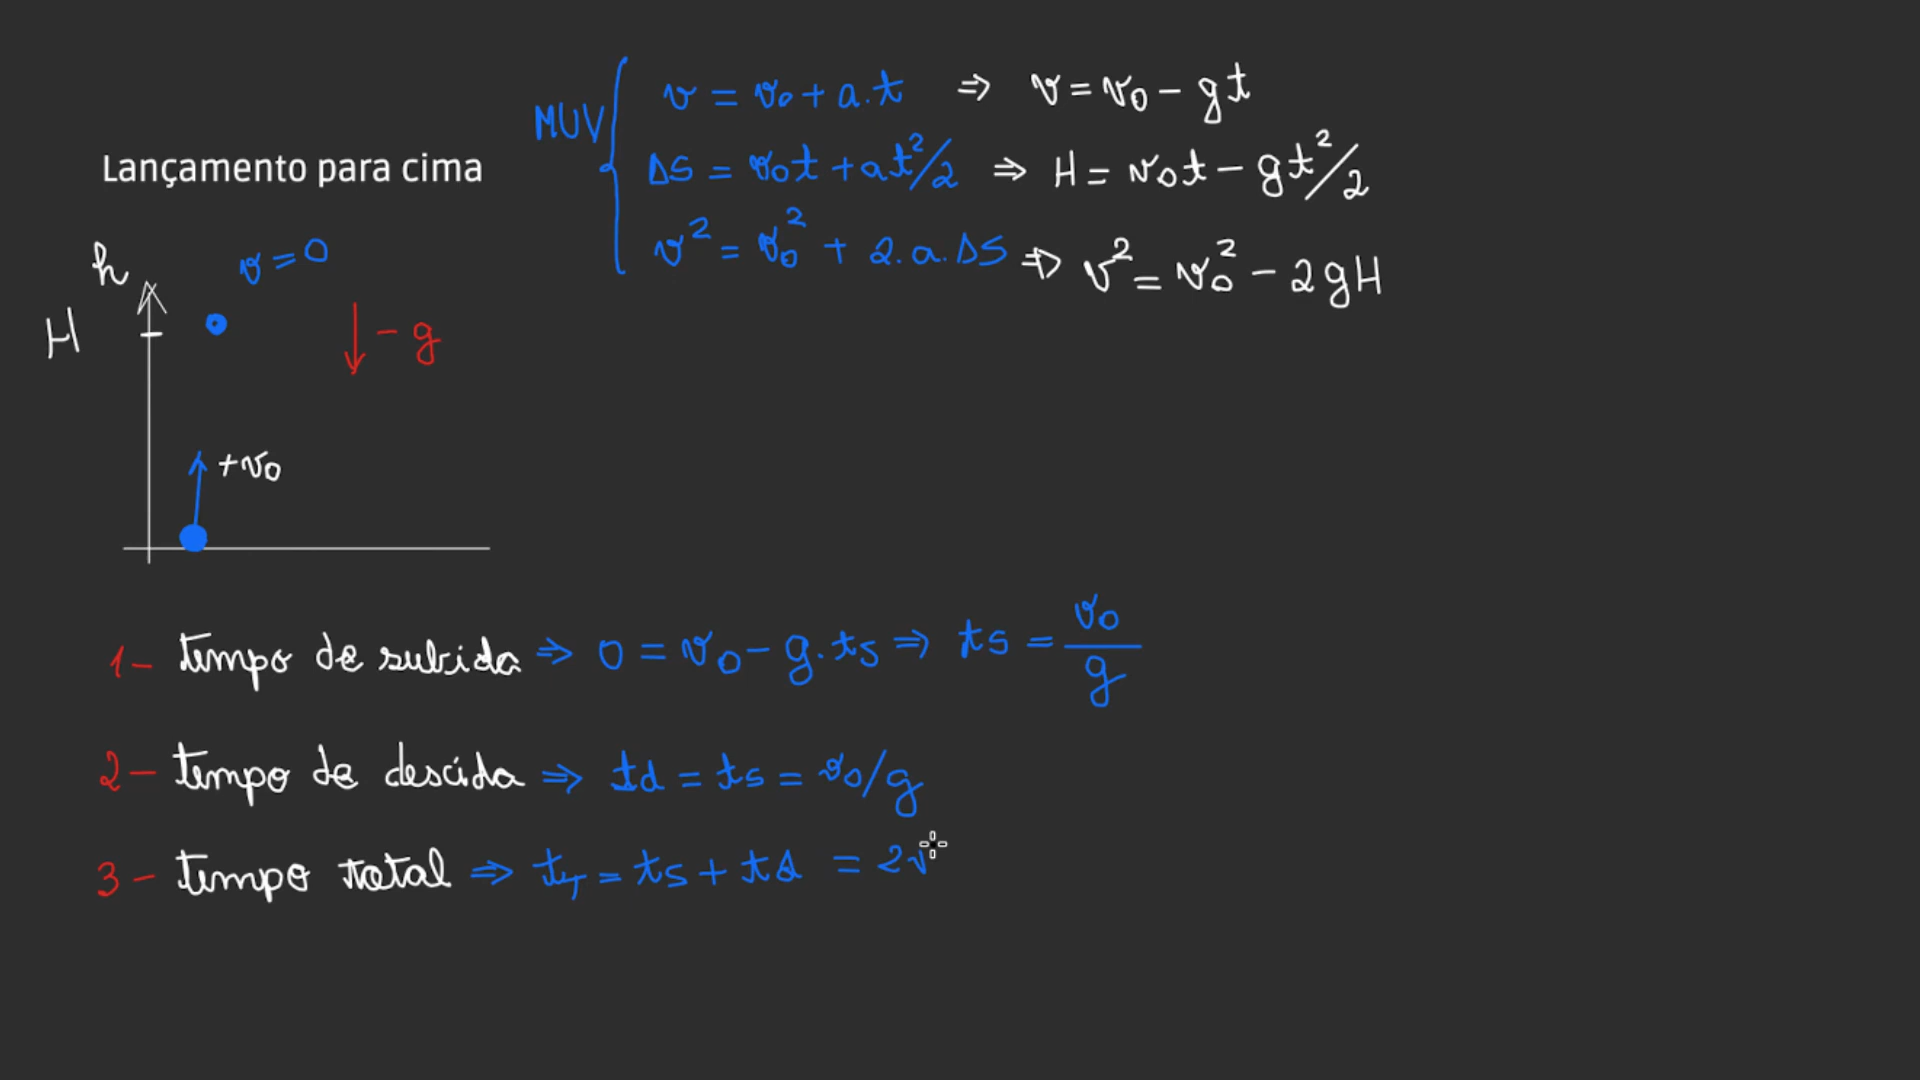 MUV
v = v₀ + a.t ⇒ v = v₀ - gt
Lançamento para cima
ΔS = v₀t + at²/2 ⇒ H = v₀t - gt²/2
h
v = 0
v² = v₀² + 2.a.ΔS ⇒ v² = v₀² - 2gH
H
- g
+v₀
1- tempo de subida ⇒ 0 = v₀ - g.ts ⇒ ts = v₀/g
2- tempo de descida ⇒ td = ts = v₀/g
3- tempo total ⇒ tT = ts + td = 2v